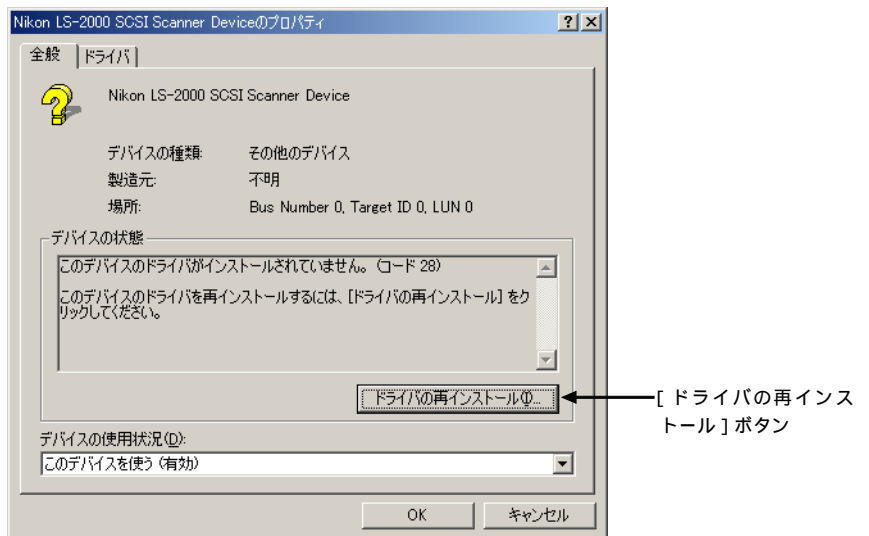 Nikon LS-2000 SCSI Scanner Deviceのプロパティ
全般
ドライバ
Nikon LS-2000 SCSI Scanner Device
デバイスの種類: その他のデバイス
製造元: 不明
場所: Bus Number 0, Target ID 0, LUN 0
デバイスの状態
このデバイスのドライバがインストールされていません。 (コード 28)
このデバイスのドライバを再インストールするには、[ドライバの再インストール] をク
リックしてください。
ドライバの再インストール(I)...
[ドライバの再インス
トール]ボタン
デバイスの使用状況(D):
このデバイスを使う (有効)
OK
キャンセル